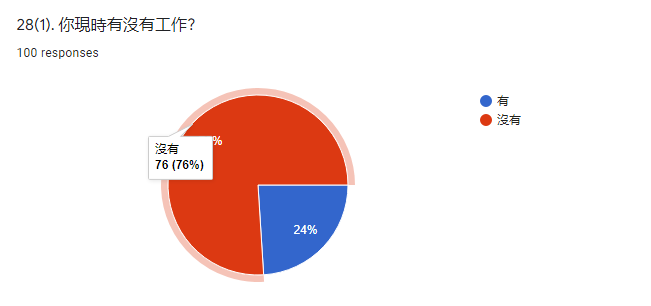 28(1). 你現時有沒有工作?
100 responses
有
沒有
沒有
76 (76%)
%
24%